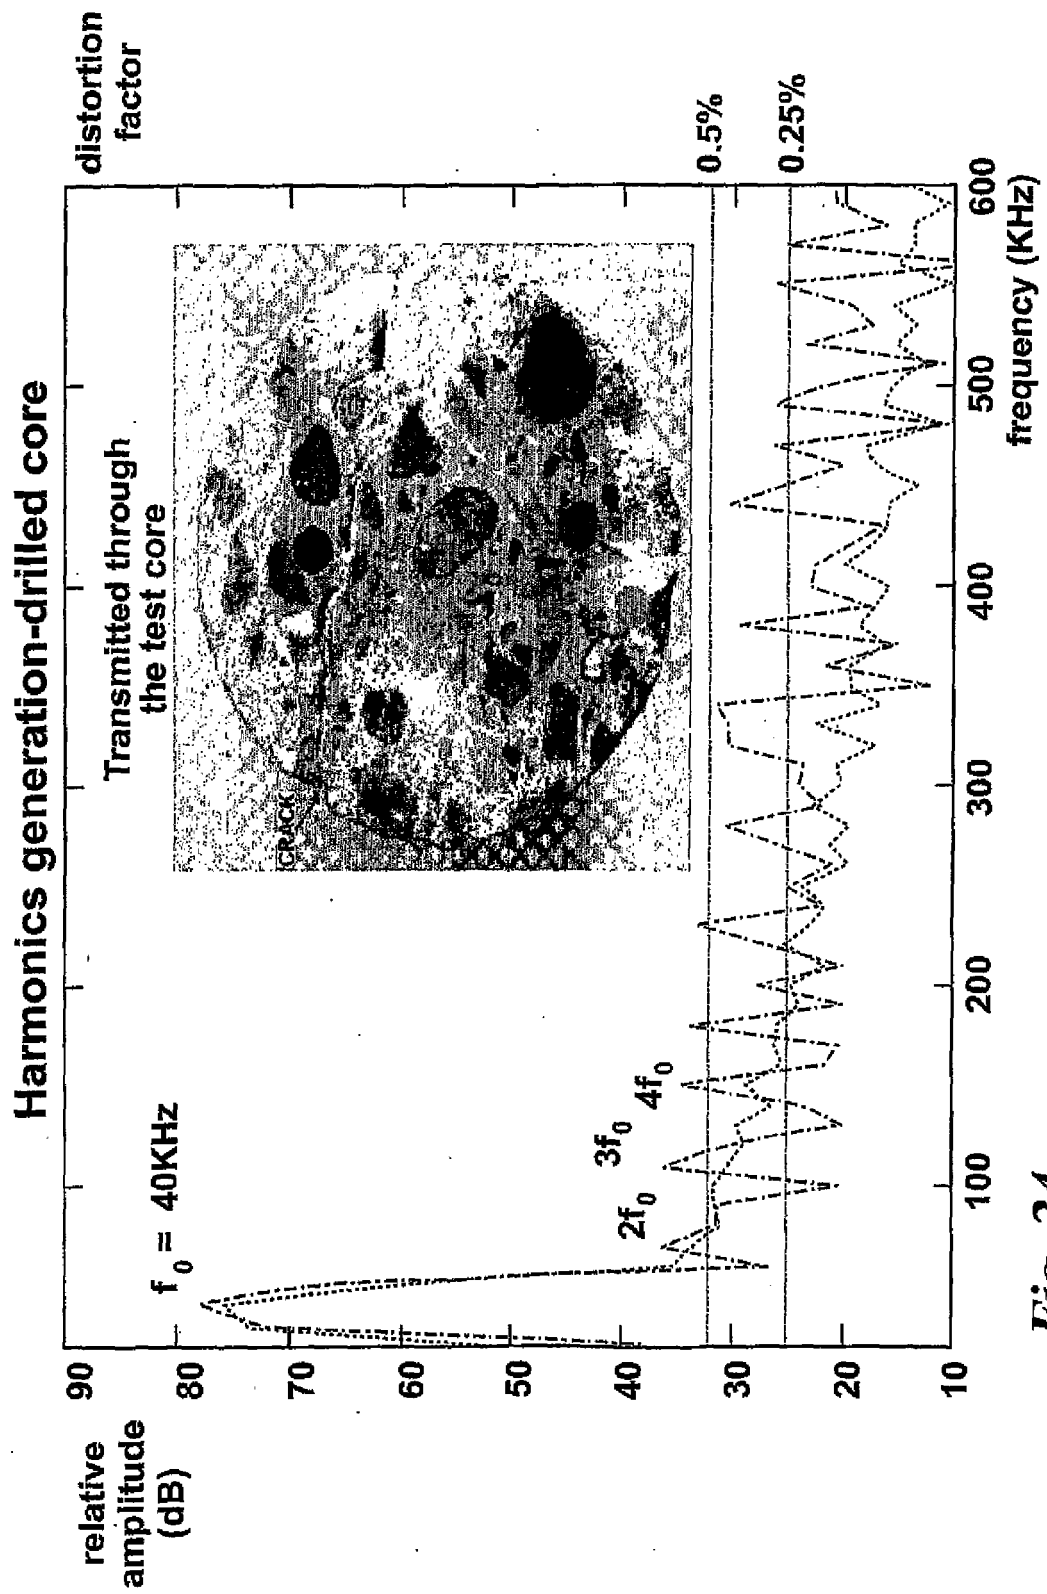 Harmonics generation-drilled core
relative
amplitude
(dB)
distortion
factor
90
80
70
60
50
40
30
20
10
f0 = 40KHz
Transmitted through
the test core
CRACK
2f0
3f0
4f0
0.5%
0.25%
100
200
300
400
500
600
frequency (KHz)